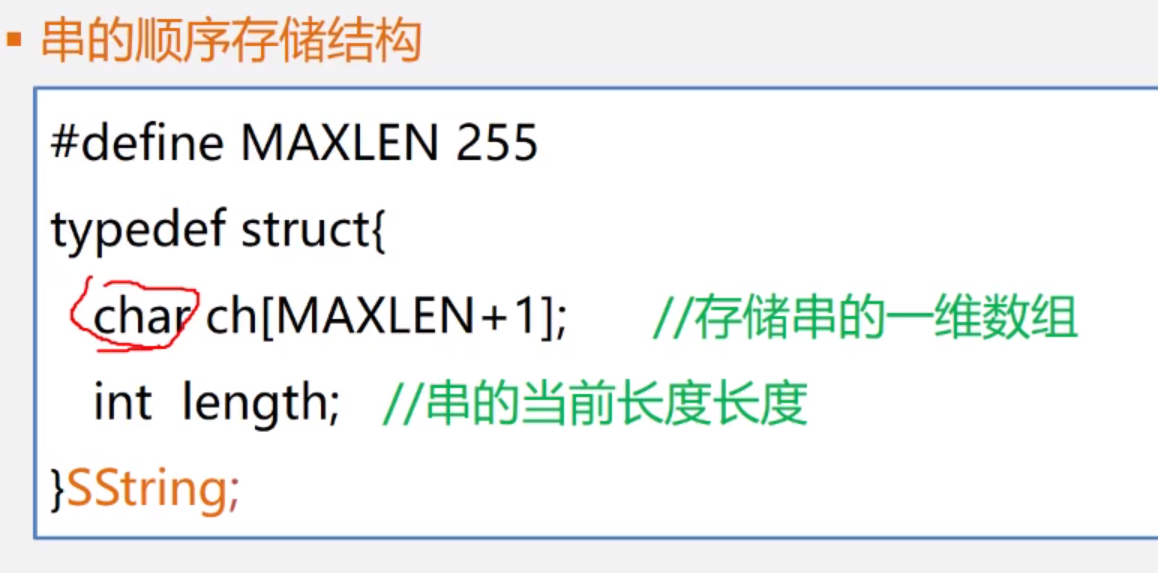 ▪ 串的顺序存储结构
#define MAXLEN 255
typedef struct{
char ch[MAXLEN+1]; //存储串的一维数组
int length; //串的当前长度长度
}SString;